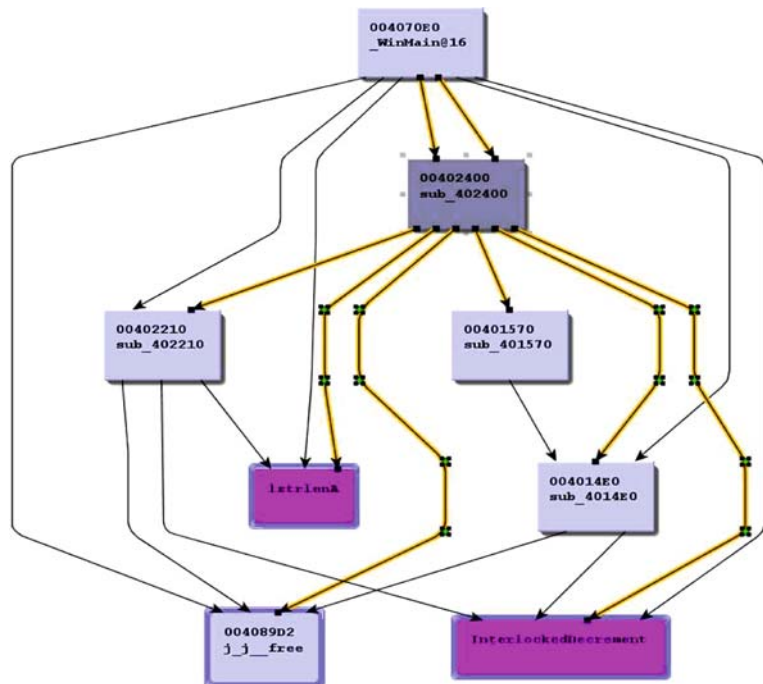 004070E0
_WinMain@16
00402400
sub_402400
00402210
sub_402210
00401570
sub_401570
lstrlenA
004014E0
sub_4014E0
004089D2
j_j__free
InterlockedDecrement